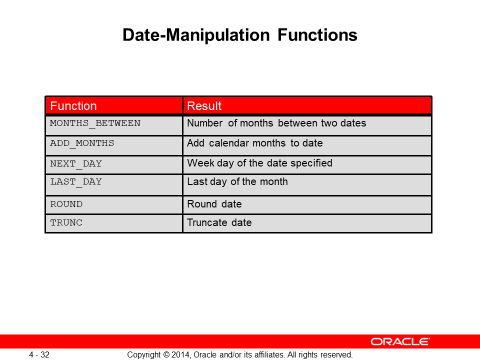 Date-Manipulation Functions
Function Result
MONTHS_BETWEEN Number of months between two dates
ADD_MONTHS Add calendar months to date
NEXT_DAY Week day of the date specified
LAST_DAY Last day of the month
ROUND Round date
TRUNC Truncate date
ORACLE
4 - 32 Copyright © 2014, Oracle and/or its affiliates. All rights reserved.